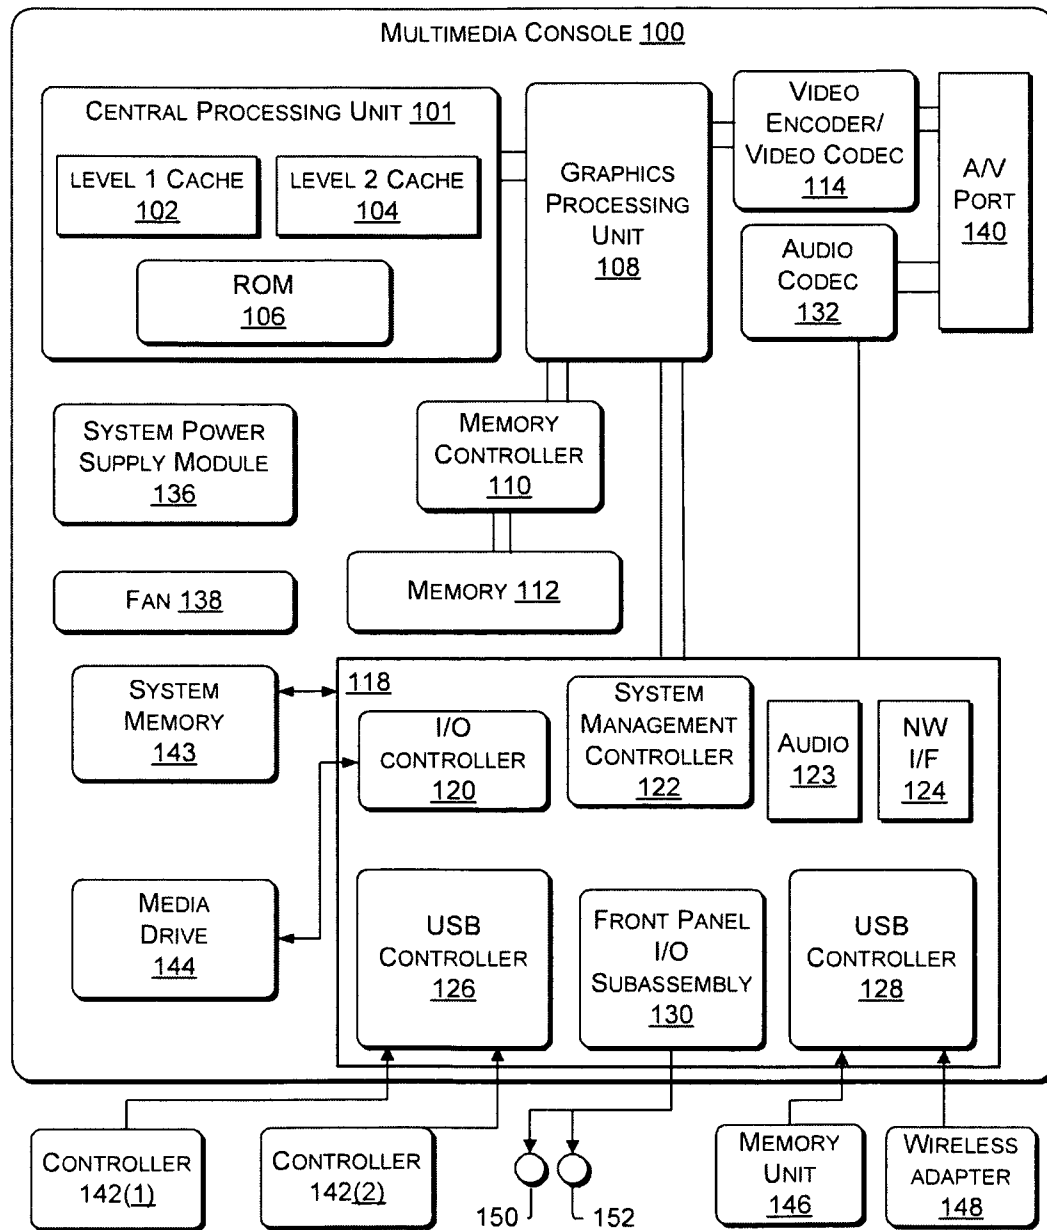 MULTIMEDIA CONSOLE 100
CENTRAL PROCESSING UNIT 101
LEVEL 1 CACHE
102
LEVEL 2 CACHE
104
ROM
106
GRAPHICS
PROCESSING
UNIT
108
VIDEO
ENCODER/
VIDEO CODEC
114
A/V
PORT
140
AUDIO
CODEC
132
SYSTEM POWER
SUPPLY MODULE
136
MEMORY
CONTROLLER
110
FAN 138
MEMORY 112
SYSTEM
MEMORY
143
118
I/O
CONTROLLER
120
SYSTEM
MANAGEMENT
CONTROLLER
122
AUDIO
123
NW
I/F
124
MEDIA
DRIVE
144
USB
CONTROLLER
126
FRONT PANEL
I/O
SUBASSEMBLY
130
USB
CONTROLLER
128
CONTROLLER
142(1)
CONTROLLER
142(2)
150
152
MEMORY
UNIT
146
WIRELESS
ADAPTER
148